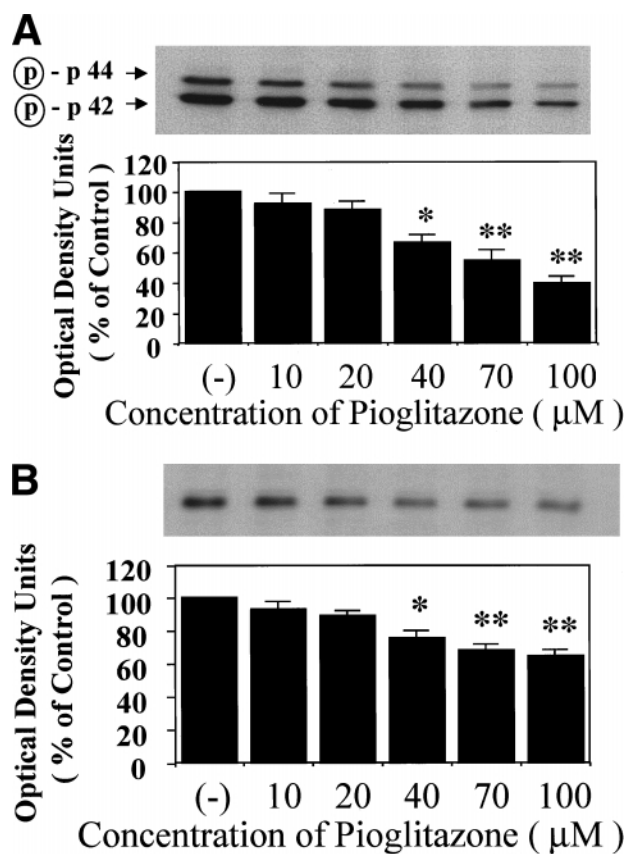 A
p - p 44
p - p 42
Optical Density Units
( % of Control )
120
100
80
60
40
20
0
*
**
**
(-) 10 20 40 70 100
Concentration of Pioglitazone ( μM )
B
Optical Density Units
( % of Control )
120
100
80
60
40
20
0
*
**
**
(-) 10 20 40 70 100
Concentration of Pioglitazone ( μM )